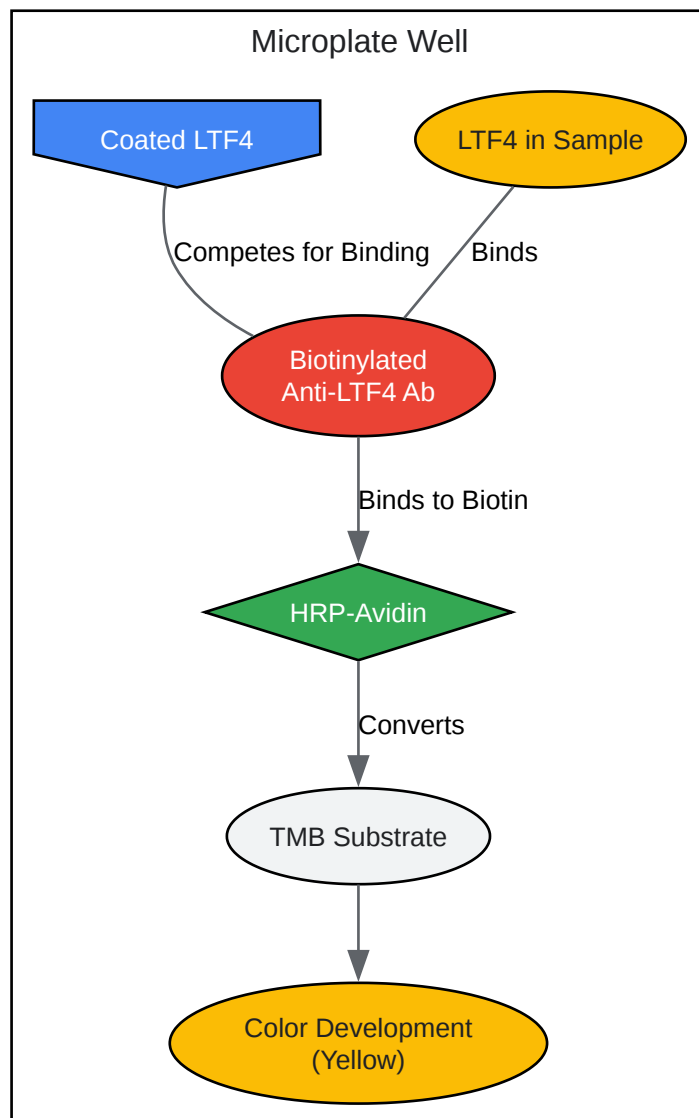 Microplate Well
Coated LTF4
LTF4 in Sample
Competes for Binding
Binds
Biotinylated
Anti-LTF4 Ab
Binds to Biotin
HRP-Avidin
Converts
TMB Substrate
Color Development
(Yellow)